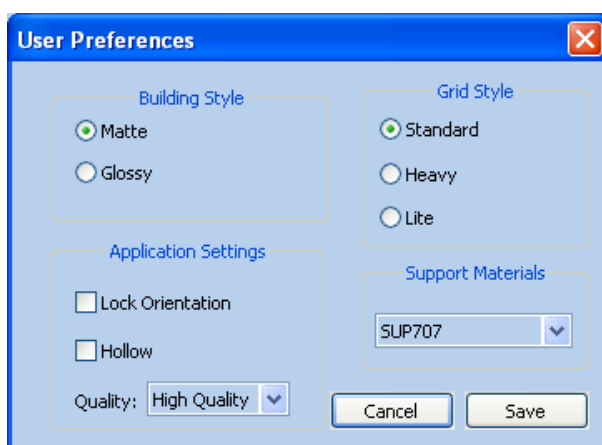 User Preferences
Building Style
Matte
Glossy
Grid Style
Standard
Heavy
Lite
Application Settings
Lock Orientation
Hollow
Quality: High Quality
Support Materials
SUP707
Cancel
Save